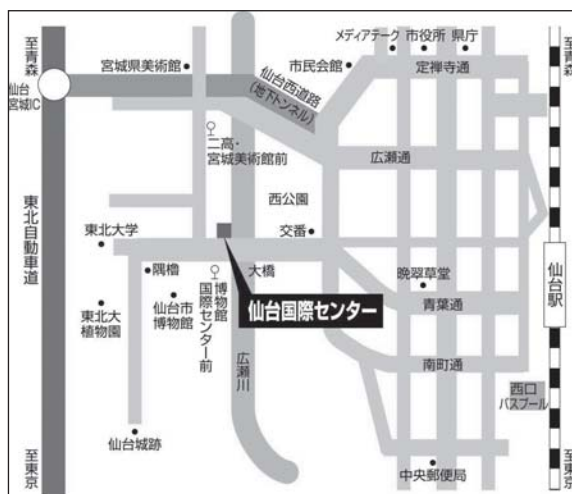 至青森
仙台
宮城IC
東北自動車道
至東京
宮城県美術館
仙台西道路
(地下トンネル)
市民会館
メディアテーク
市役所
県庁
定禅寺通
至青森
二高・
宮城美術館前
広瀬通
西公園
東北大学
交番
隅櫓
大橋
仙台市
博物館
博物館
国際センター前
東北大
植物園
仙台国際センター
晩翠草堂
青葉通
仙台駅
広瀬川
南町通
西口
バスプール
仙台城跡
中央郵便局
至東京